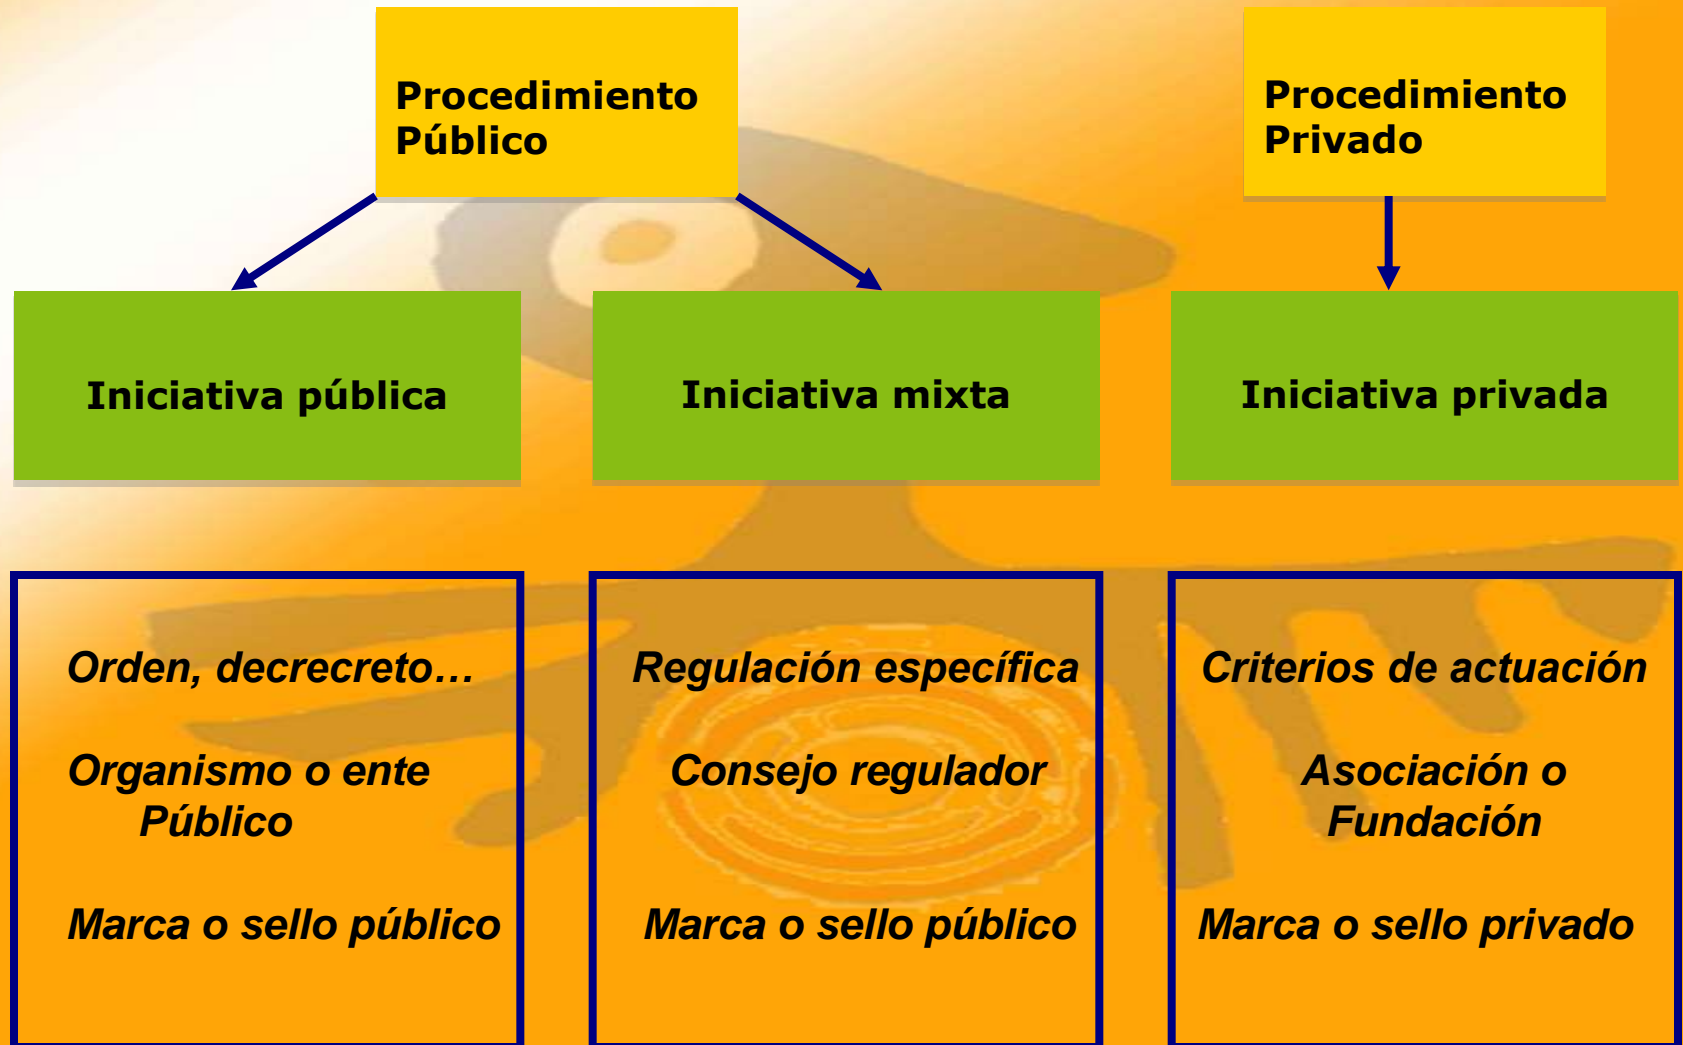 Procedimiento
Público
Procedimiento
Privado
Iniciativa pública
Iniciativa mixta
Iniciativa privada
Orden, decrecreto…
Organismo o ente
Público
Marca o sello público
Regulación específica
Consejo regulador
Marca o sello público
Criterios de actuación
Asociación o
Fundación
Marca o sello privado